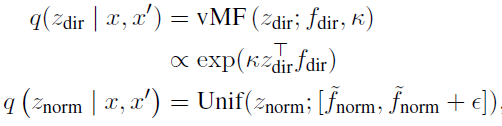 q(z_dir | x, x′) = vMF (z_dir; f_dir, κ)
∝ exp(κz_dir^⊤ f_dir)
q (z_norm | x, x′) = Unif(z_norm; [f̃_norm, f̃_norm + ϵ]),